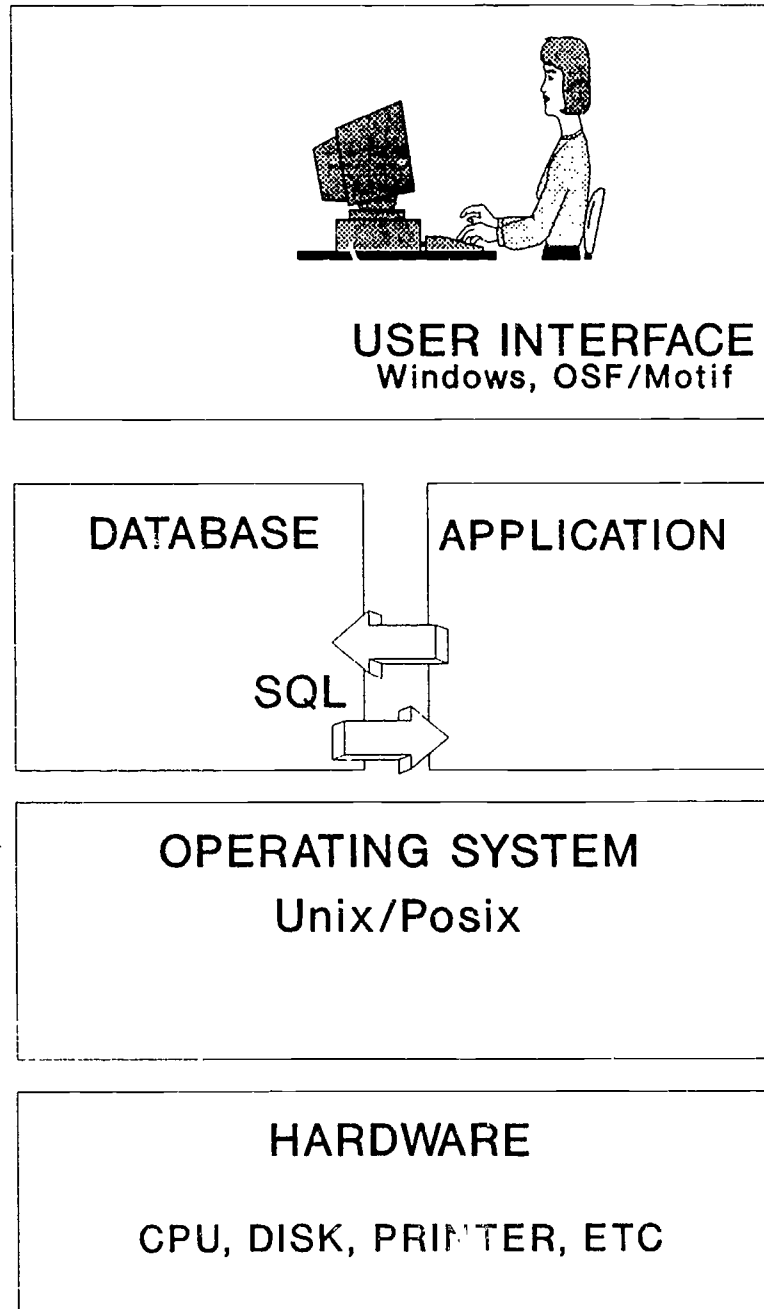 USER INTERFACE
Windows, OSF/Motif
DATABASE
APPLICATION
SQL
OPERATING SYSTEM
Unix/Posix
HARDWARE
CPU, DISK, PRINTER, ETC